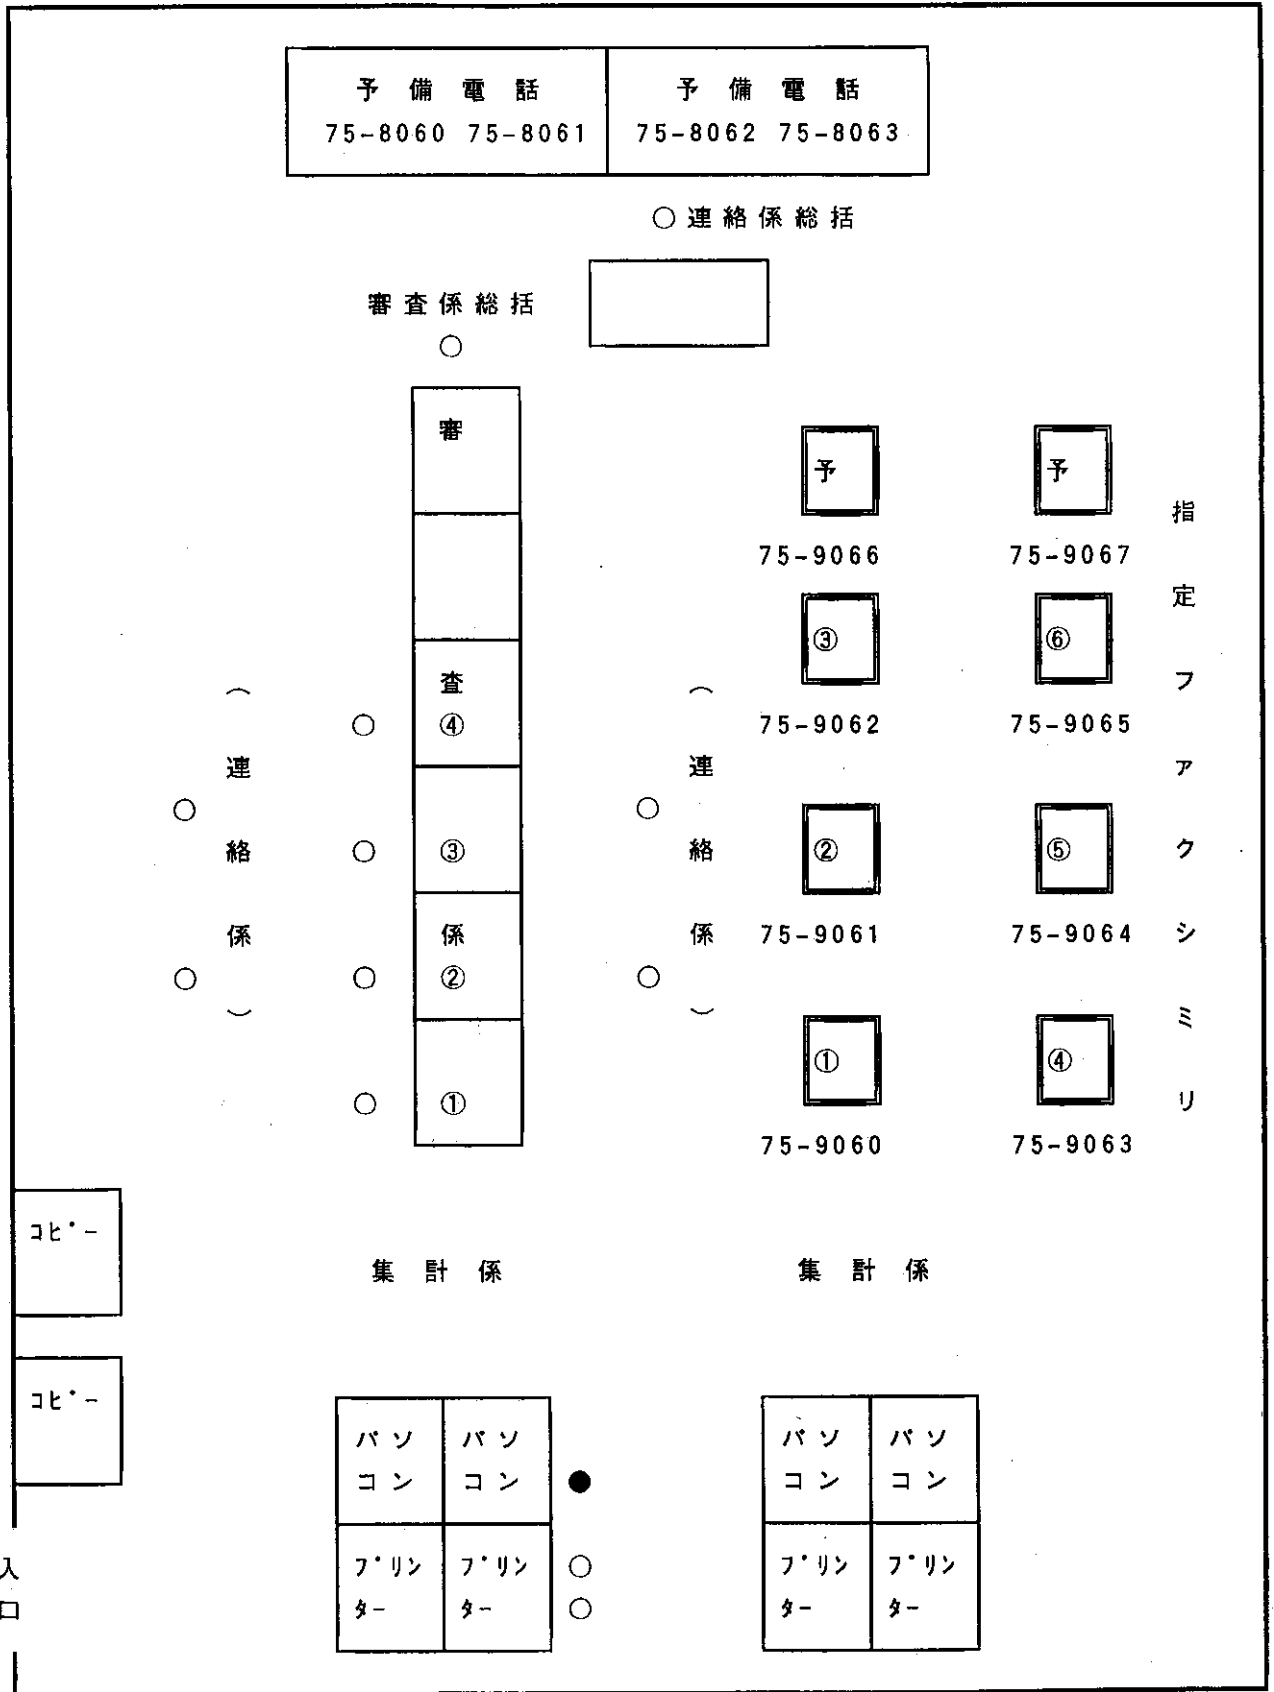 予備電話
75-8060 75-8061
予備電話
75-8062 75-8063
○連絡係総括
審査係総括
○
審
査
④
③
係
②
①
○
○
○
○
（連絡係）
○
○
（連絡係）
○
○
予
75-9066
予
75-9067
③
75-9062
⑥
75-9065
②
75-9061
⑤
75-9064
①
75-9060
④
75-9063
指定ファクシミリ
コピー
コピー
集計係
集計係
パソ
コン
パソ
コン
●
プリン
ター
プリン
ター
○
○
パソ
コン
パソ
コン
プリン
ター
プリン
ター
入口